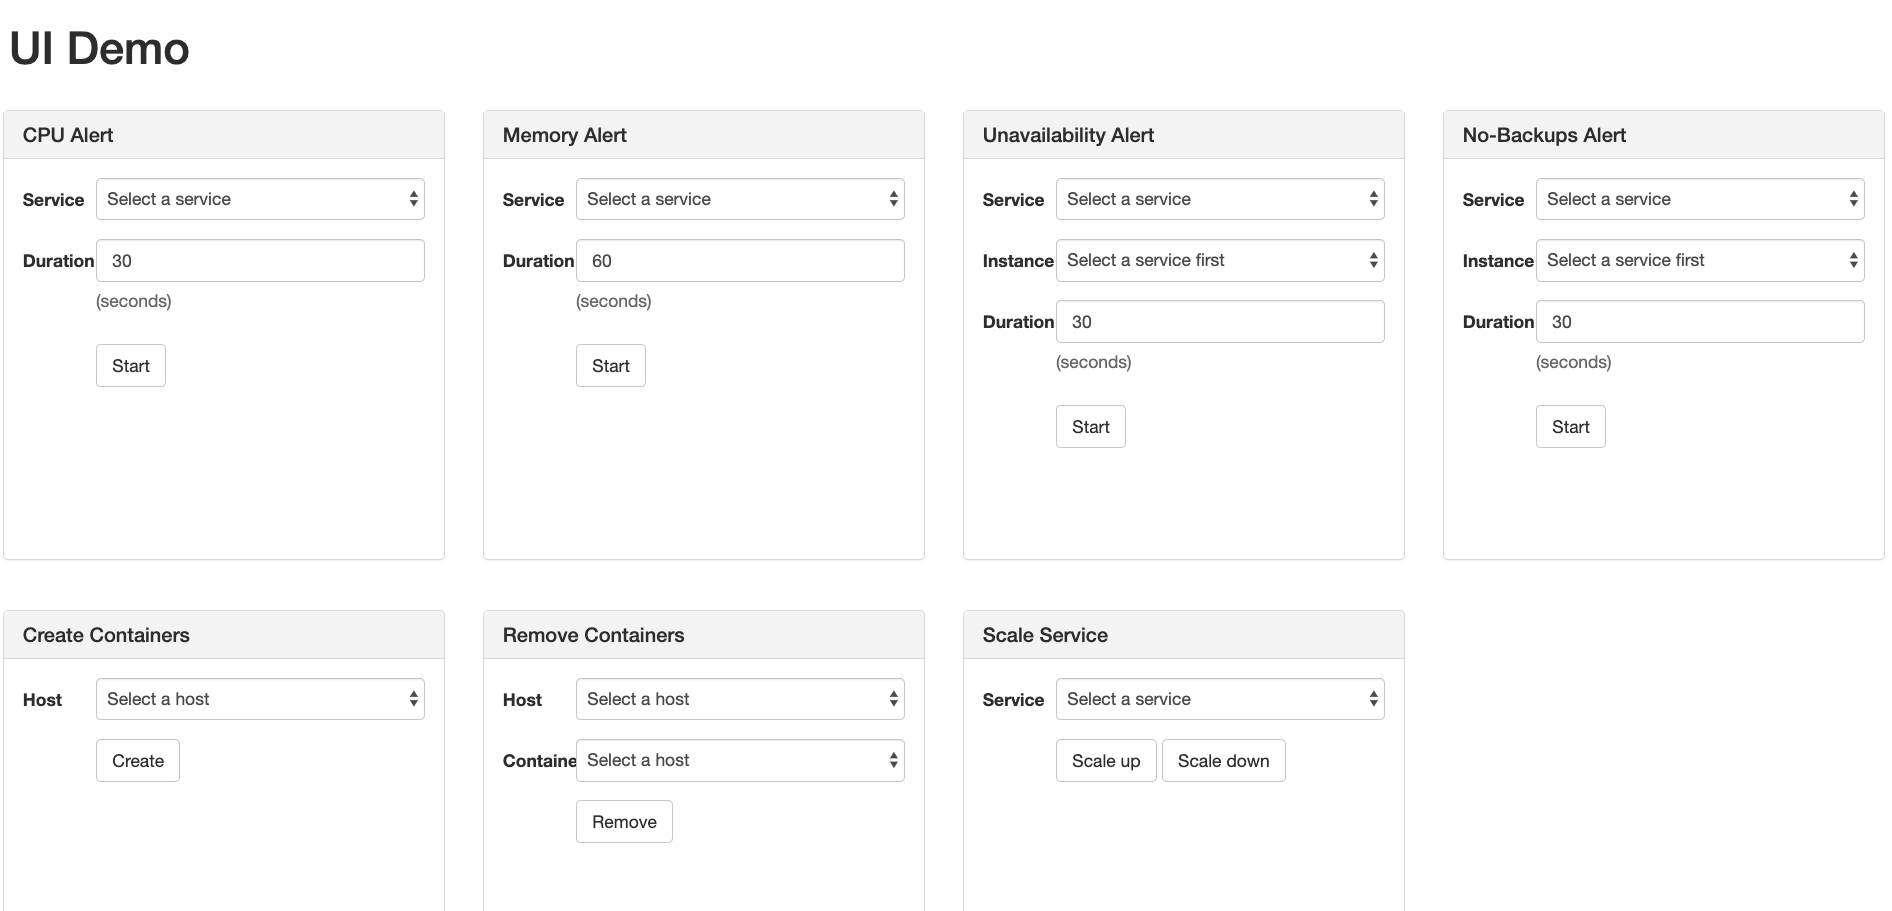 UI Demo
CPU Alert
Service Select a service
Duration 30
(seconds)
Start
Memory Alert
Service Select a service
Duration 60
(seconds)
Start
Unavailability Alert
Service Select a service
Instance Select a service first
Duration 30
(seconds)
Start
No-Backups Alert
Service Select a service
Instance Select a service first
Duration 30
(seconds)
Start
Create Containers
Host Select a host
Create
Remove Containers
Host Select a host
Containe Select a host
Remove
Scale Service
Service Select a service
Scale up Scale down